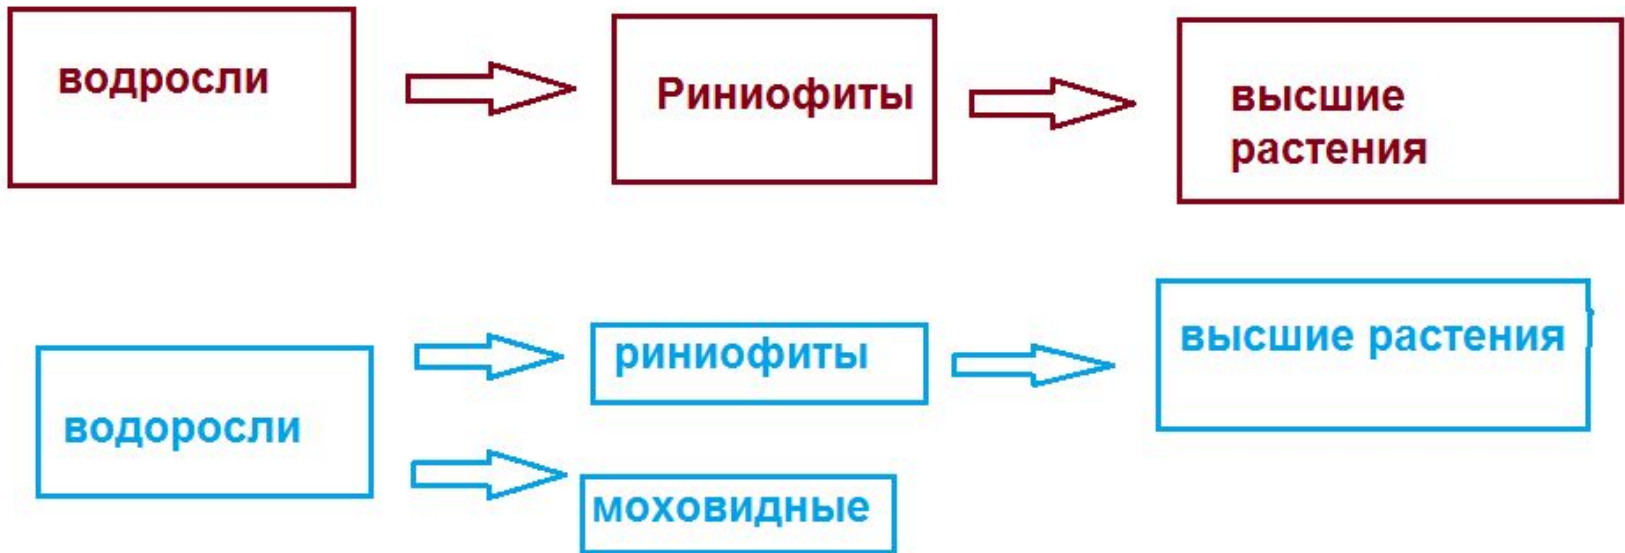 водросли
Риниофиты
высшие
растения
риниофиты
высшие растения
водоросли
моховидные